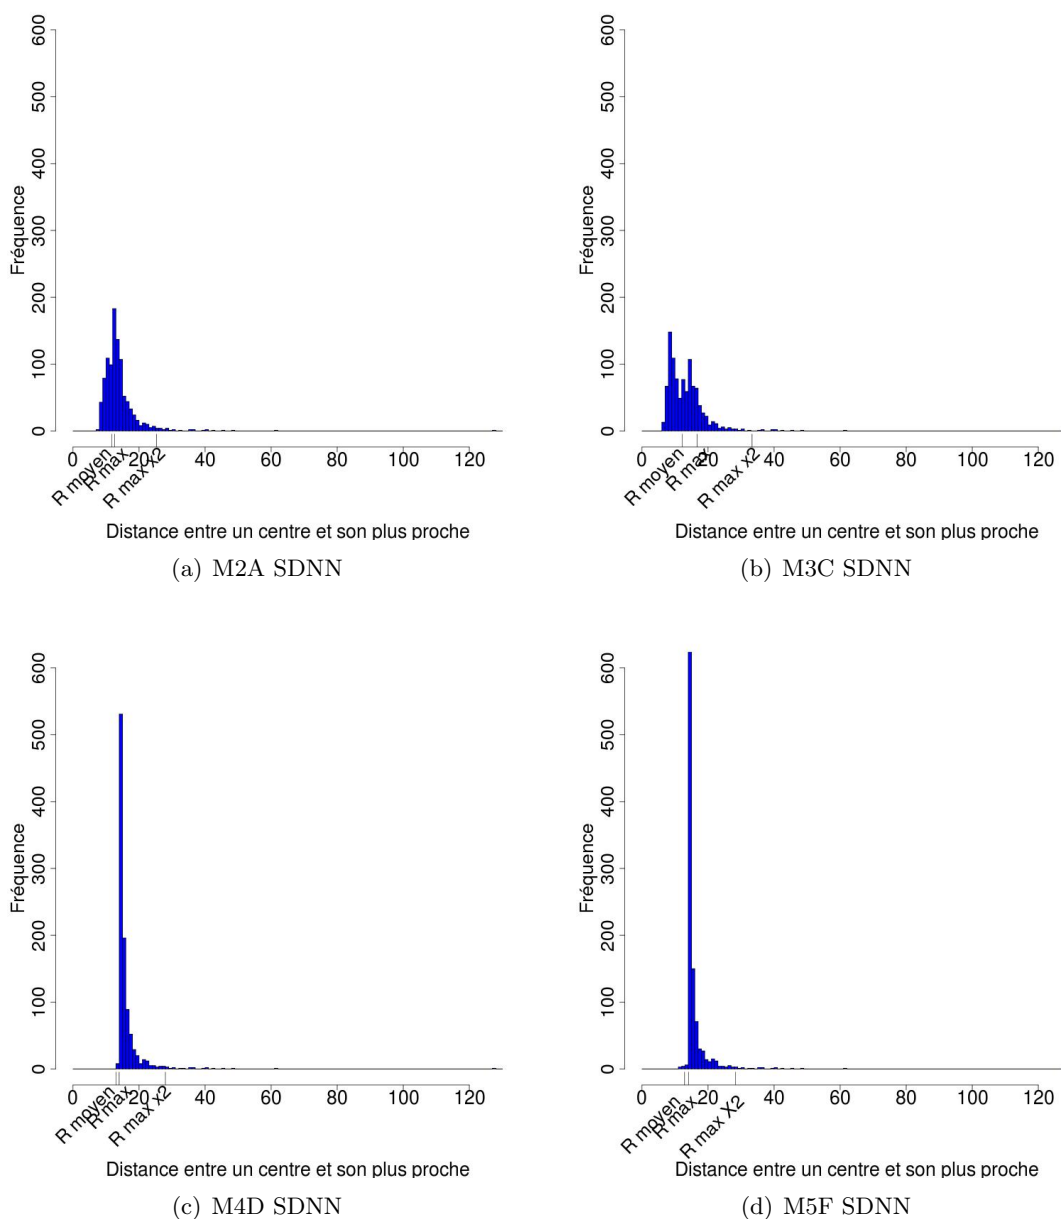 600
500
400
300
200
100
0
Fréquence
0 20 40 60 80 100 120
R moyen
R max
R max x2
Distance entre un centre et son plus proche
(a) M2A SDNN
600
500
400
300
200
100
0
Fréquence
0 20 40 60 80 100 120
R moyen
R max
R max x2
Distance entre un centre et son plus proche
(b) M3C SDNN
600
500
400
300
200
100
0
Fréquence
0 20 40 60 80 100 120
R moyen
R max
R max x2
Distance entre un centre et son plus proche
(c) M4D SDNN
600
500
400
300
200
100
0
Fréquence
0 20 40 60 80 100 120
R moyen
R max
R max X2
Distance entre un centre et son plus proche
(d) M5F SDNN